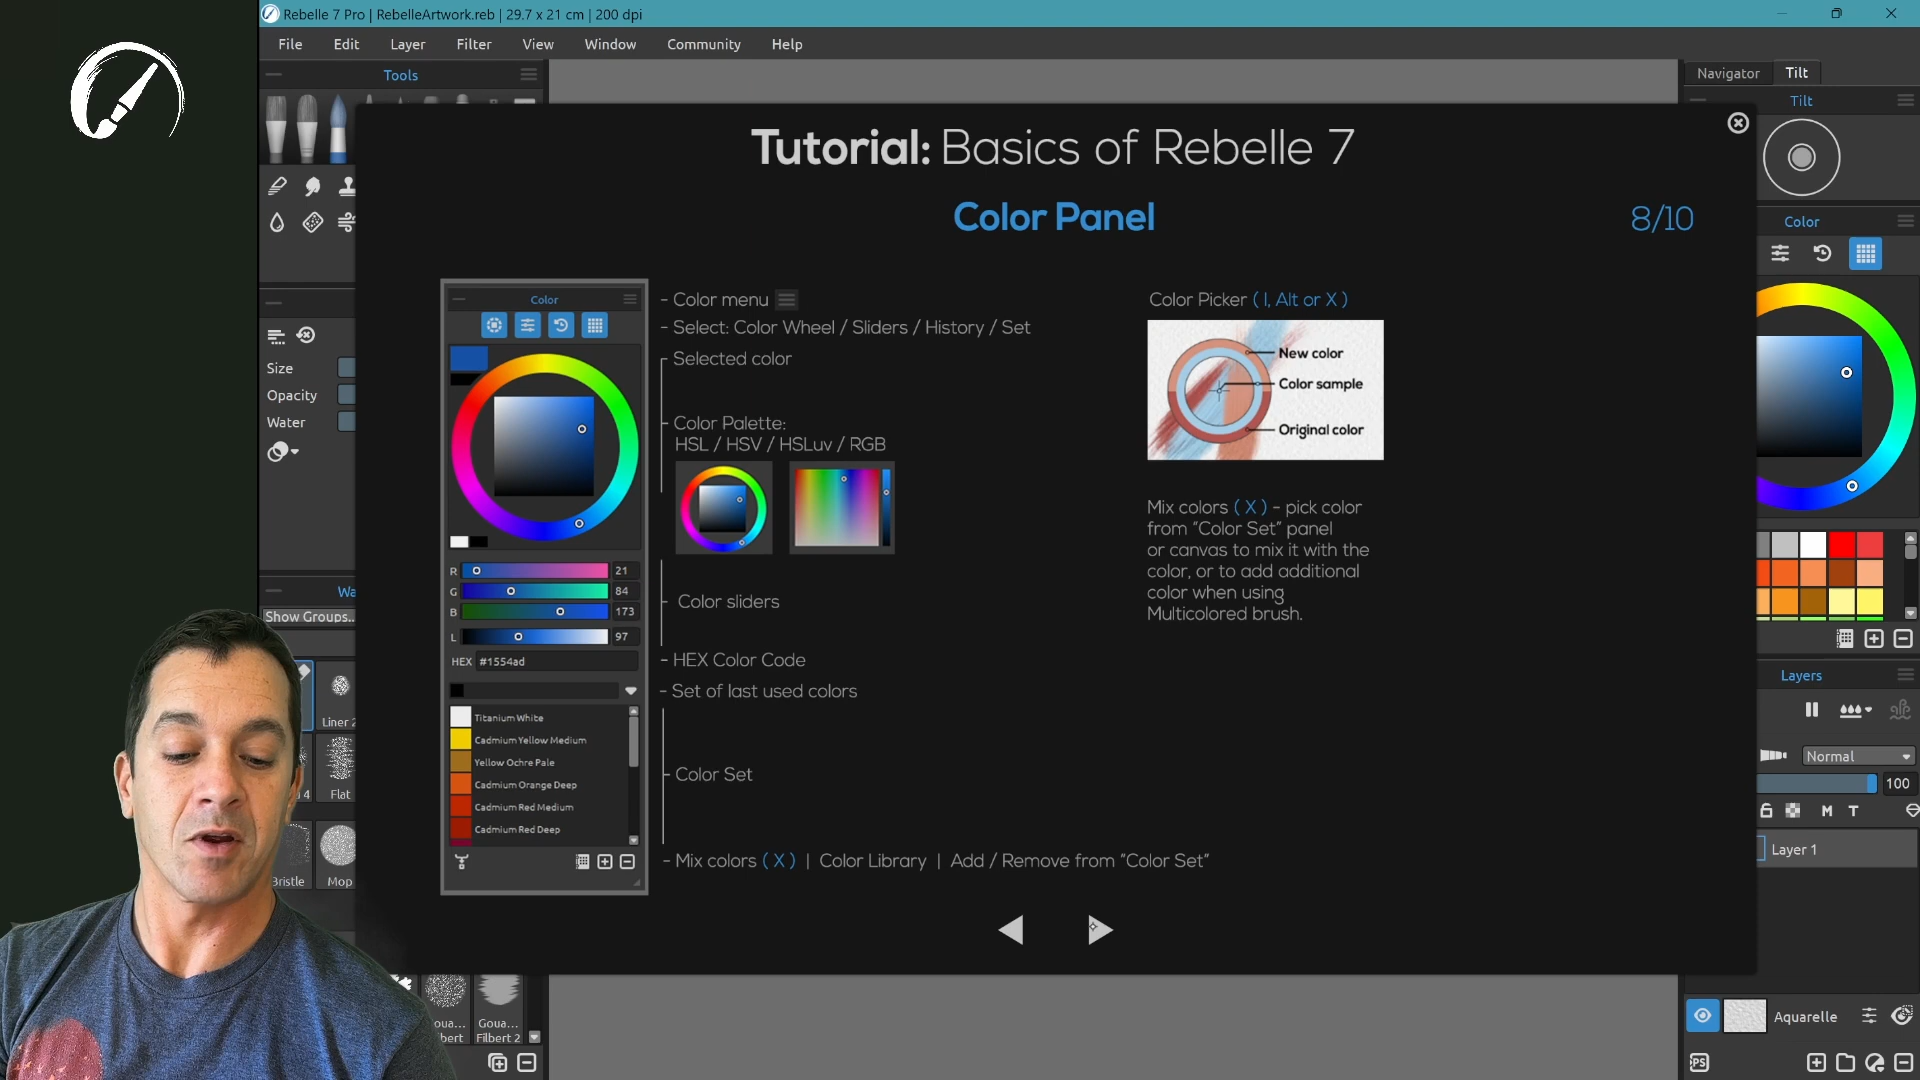 Rebelle 7 Pro | RebelleArtwork.reb | 29.7 x 21 cm | 200 dpi
File Edit Layer Filter View Window Community Help
Tools
Navigator Tilt
Tilt
Tutorial: Basics of Rebelle 7
Color Panel
8/10
Color
Size
Opacity
Water
Wa
Show Groups..
Liner 2
4 Flat
Bristle Mop
oua... Goua...
bert Filbert 2
Color
- Color menu
- Select: Color Wheel / Sliders / History / Set
Selected color
Color Palette:
HSL / HSV / HSLuv / RGB
R 21
G 84
B 173
L 97
Color sliders
HEX #1554ad
- HEX Color Code
- Set of last used colors
Titanium White
Cadmium Yellow Medium
Yellow Ochre Pale
Cadmium Orange Deep
Cadmium Red Medium
Cadmium Red Deep
Color Set
- Mix colors ( X ) | Color Library | Add / Remove from "Color Set"
Color Picker ( I, Alt or X )
New color
Color sample
Original color
Mix colors ( X ) - pick color
from "Color Set" panel
or canvas to mix it with the
color, or to add additional
color when using
Multicolored brush.
Layers
Normal
100
M T
Layer 1
Aquarelle
PS